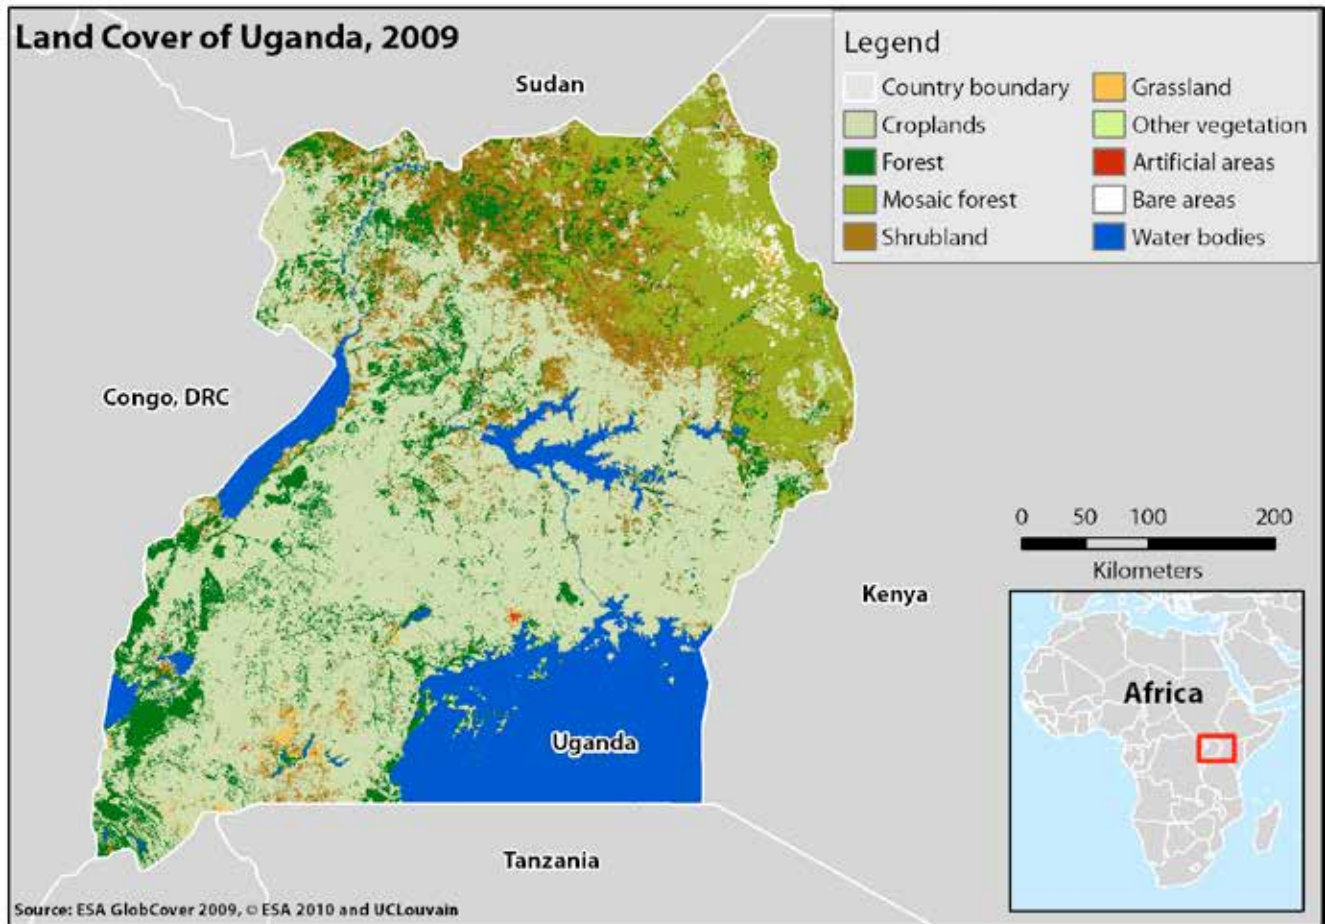 Land Cover of Uganda, 2009
Legend
Country boundary
Croplands
Forest
Mosaic forest
Shrubland
Grassland
Other vegetation
Artificial areas
Bare areas
Water bodies
Sudan
Congo, DRC
Kenya
Uganda
Tanzania
0 50 100 200
Kilometers
Africa
Source: ESA GlobCover 2009, © ESA 2010 and UCLouvain